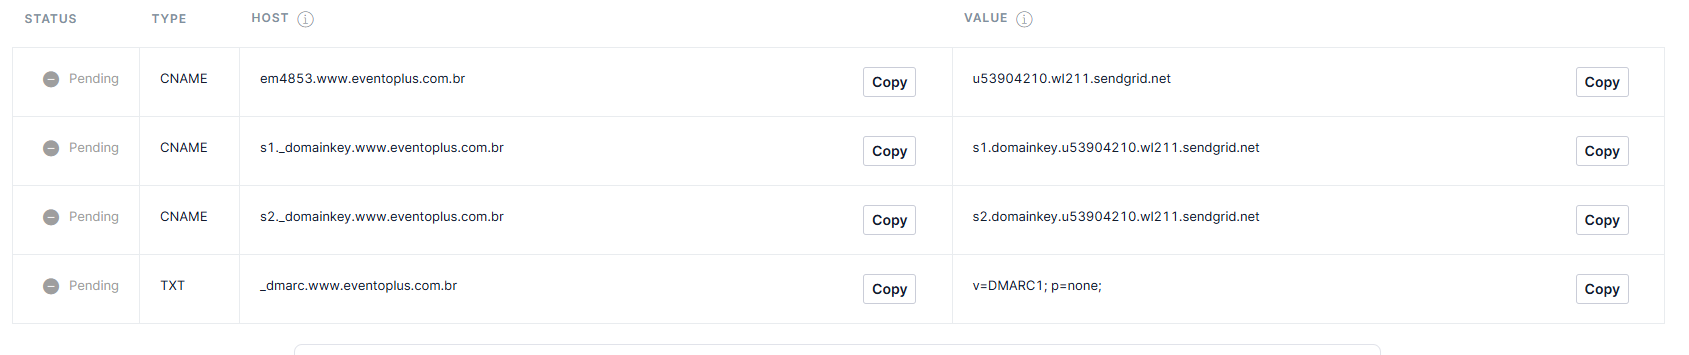 STATUS TYPE HOST VALUE
Pending CNAME em4853.www.eventoplus.com.br Copy u53904210.wl211.sendgrid.net Copy
Pending CNAME s1._domainkey.www.eventoplus.com.br Copy s1.domainkey.u53904210.wl211.sendgrid.net Copy
Pending CNAME s2._domainkey.www.eventoplus.com.br Copy s2.domainkey.u53904210.wl211.sendgrid.net Copy
Pending TXT _dmarc.www.eventoplus.com.br Copy v=DMARC1; p=none; Copy